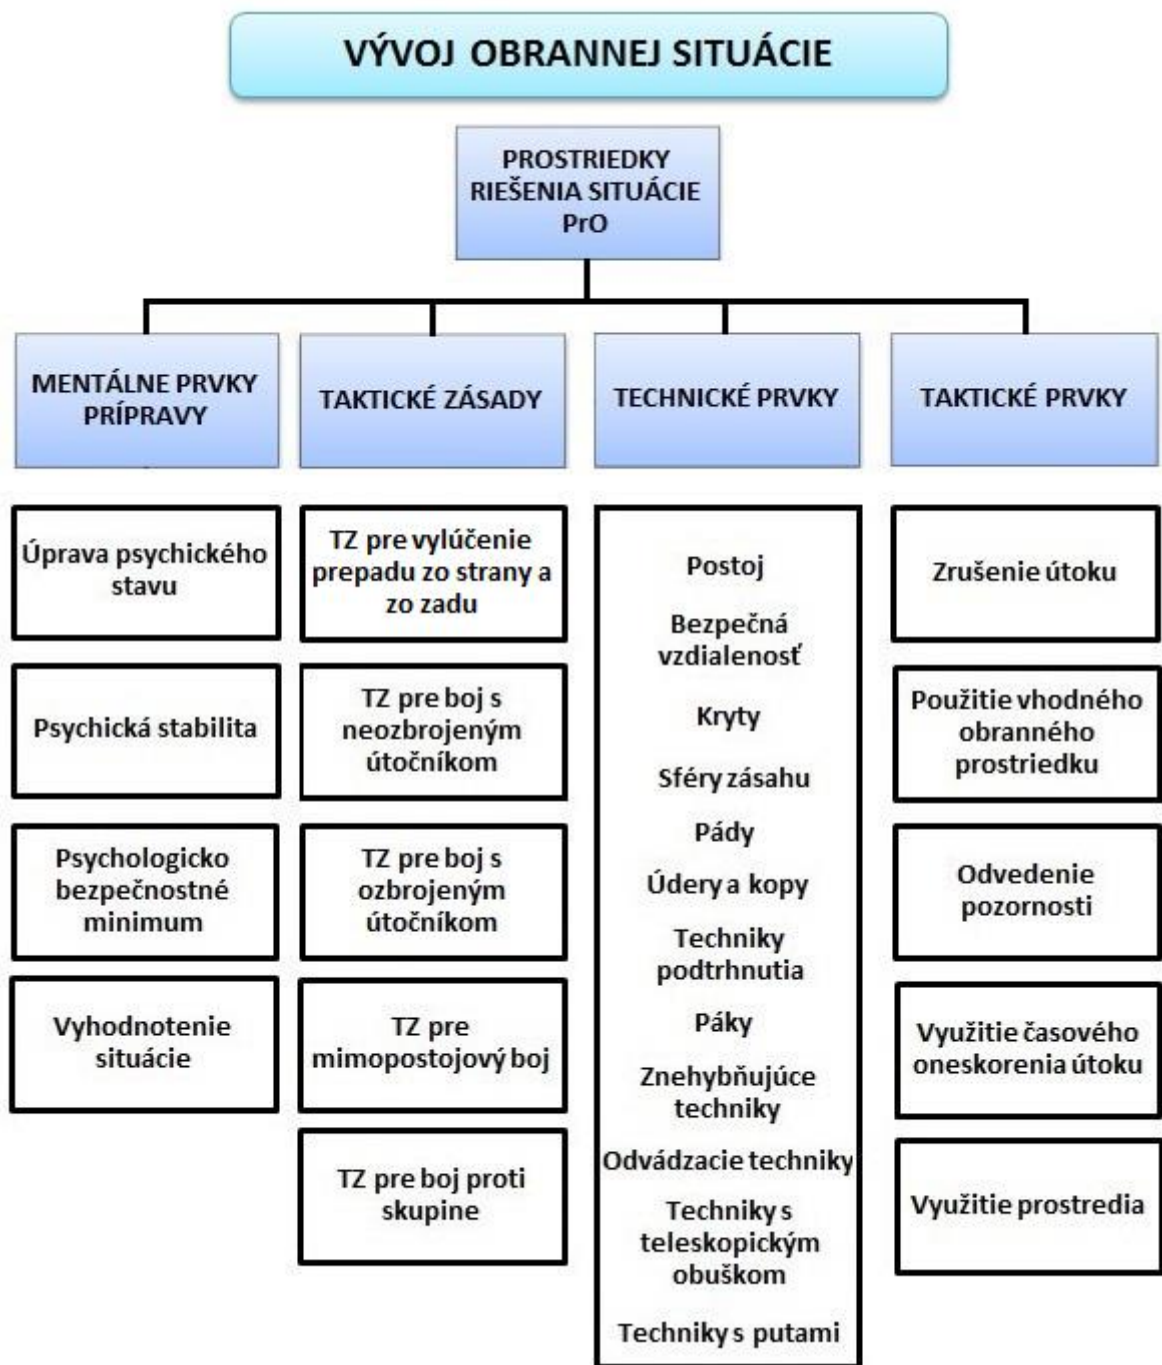 VÝVOJ OBRANNEJ SITUÁCIE
PROSTRIEDKY
RIEŠENIA SITUÁCIE
PrO
MENTÁLNE PRVKY
PRÍPRAVY
TAKTICKÉ ZÁSADY
TECHNICKÉ PRVKY
TAKTICKÉ PRVKY
Úprava psychického
stavu
Psychická stabilita
Psychologicko
bezpečnostné
minimum
Vyhodnotenie
situácie
TZ pre vylúčenie
prepadu zo strany a
zo zadu
TZ pre boj s
neozbrojeným
útočníkom
TZ pre boj s
ozbrojeným
útočníkom
TZ pre
mimopostojový boj
TZ pre boj proti
skupine
Postoj
Bezpečná
vzdialenosť
Kryty
Sféry zásahu
Pády
Údery a kopy
Techniky
podtrhnutia
Páky
Znehybňujúce
techniky
Odvádzacie techniky
Techniky s
teleskopickým
obuškom
Techniky s putami
Zrušenie útoku
Použitie vhodného
obranného
prostriedku
Odvedenie
pozornosti
Využitie časového
oneskorenia útoku
Využitie prostredia